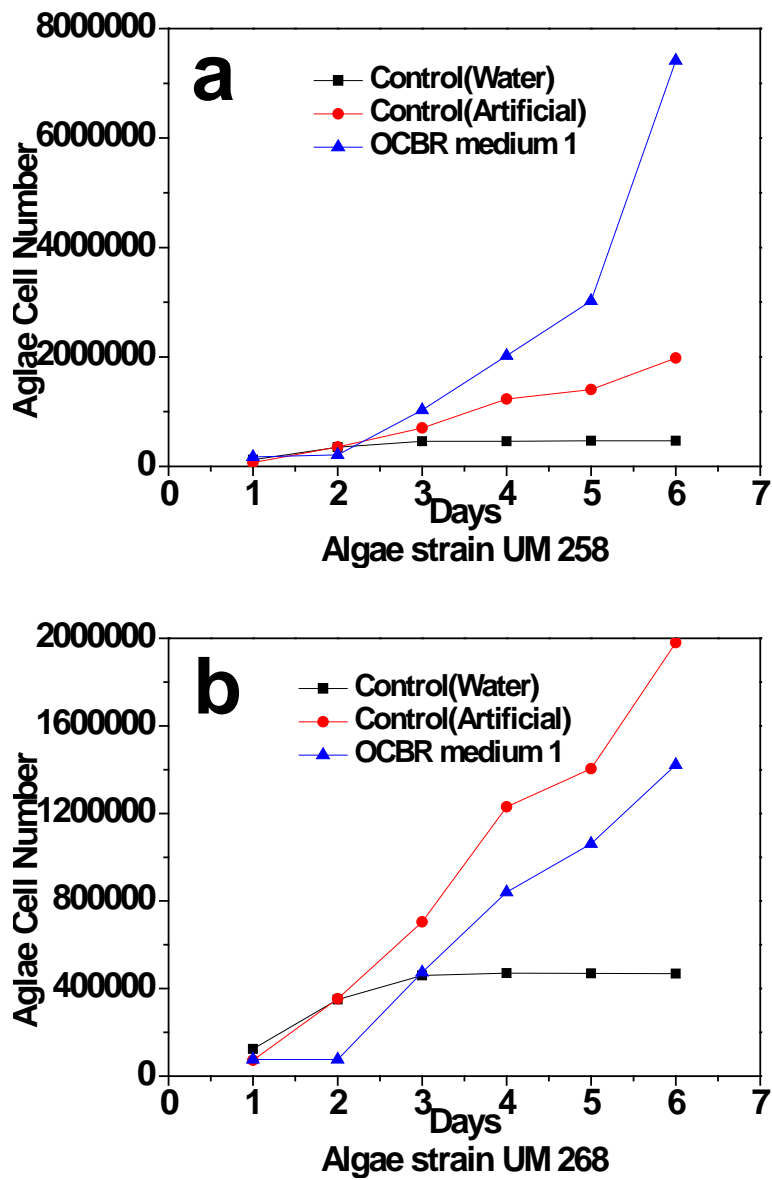 a
Control(Water)
Control(Artificial)
OCBR medium 1
Aglae Cell Number
8000000
6000000
4000000
2000000
0
0 1 2 3 4 5 6 7
Days
Algae strain UM 258
b
Control(Water)
Control(Artificial)
OCBR medium 1
Aglae Cell Number
2000000
1600000
1200000
800000
400000
0
0 1 2 3 4 5 6 7
Days
Algae strain UM 268